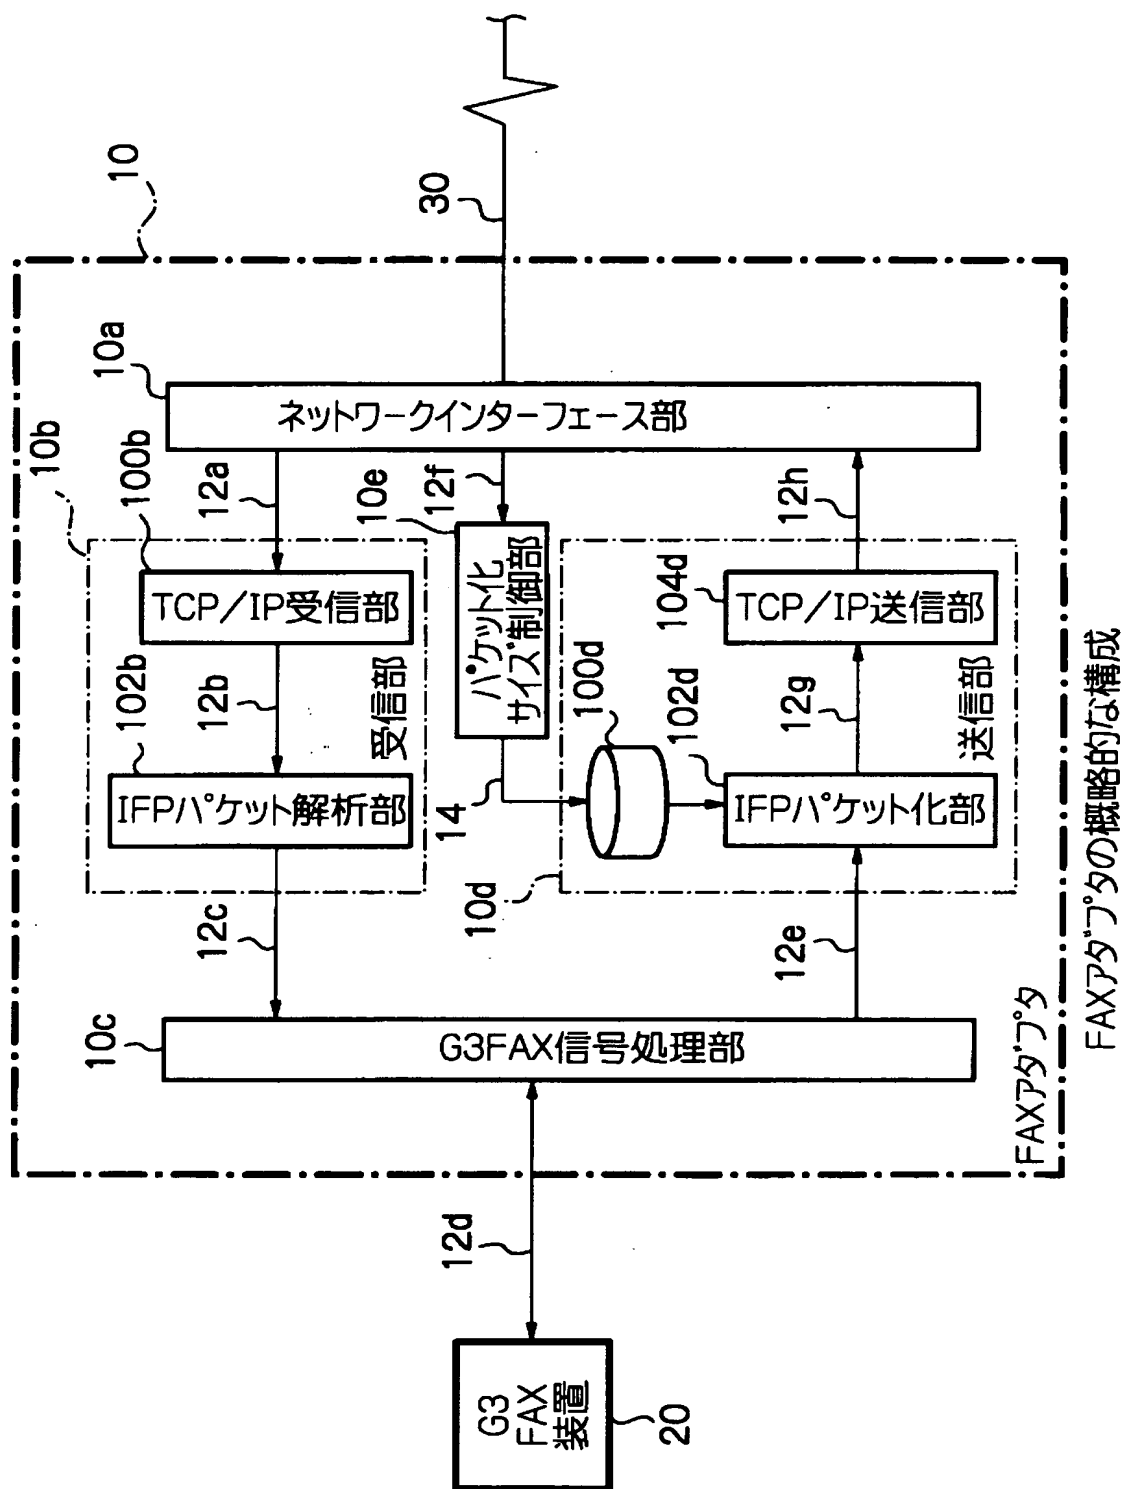 10
30
10a
ネットワークインターフェース部
10b
100b
12a
TCP/IP受信部
102b
12b
IFPパケット解析部
受信部
12c
10e
12f
パケット化
サイズ制御部
14
100d
10d
12h
104d
TCP/IP送信部
102d
12g
IFPパケット化部
送信部
12e
10c
G3FAX信号処理部
12d
G3
FAX
装置
20
FAXアダプタ
FAXアダプタの概略的な構成